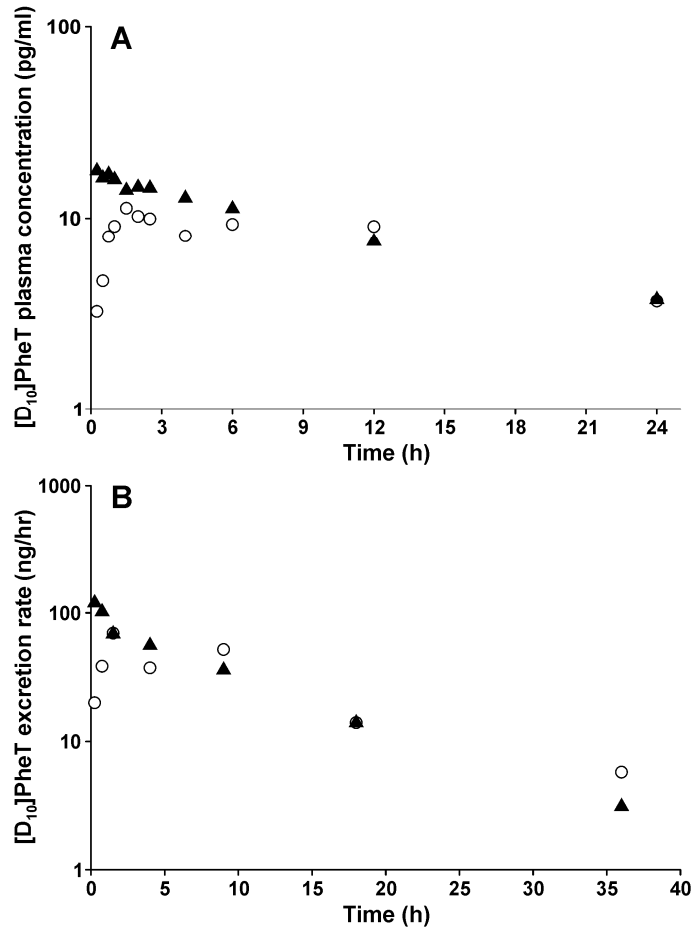 A
[D10]PheT plasma concentration (pg/ml)
100
10
1
0 3 6 9 12 15 18 21 24
Time (h)
B
[D10]PheT excretion rate (ng/hr)
1000
100
10
1
0 5 10 15 20 25 30 35 40
Time (h)